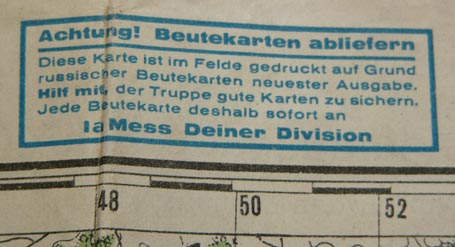 Achtung! Beutekarten abliefern
Diese Karte ist im Felde gedruckt auf Grund
russischer Beutekarten neuester Ausgabe.
Hilf mit, der Truppe gute Karten zu sichern.
Jede Beutekarte deshalb sofort an
Ia Mess Deiner Division
48 50 52